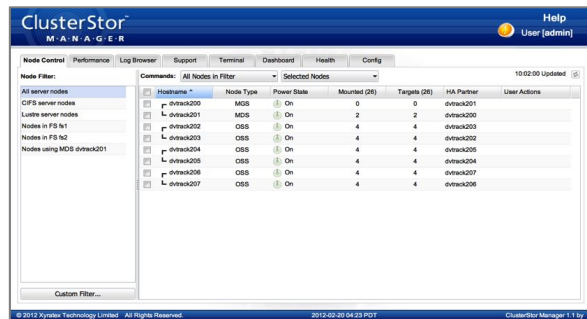 ClusterStor™
M·A·N·A·G·E·R
Help
User [admin]
Node Control Performance Log Browser Support Terminal Dashboard Health Config
Node Filter: Commands: All Nodes in Filter Selected Nodes 10:02:00 Updated
All server nodes
CIFS server nodes
Lustre server nodes
Nodes in FS fs1
Nodes in FS fs2
Nodes using MDS dvtrack201
Hostname Node Type Power State Mounted (26) Targets (26) HA Partner User Actions
dvtrack200 MGS On 0 0 dvtrack201
dvtrack201 MDS On 2 2 dvtrack200
dvtrack202 OSS On 4 4 dvtrack203
dvtrack203 OSS On 4 4 dvtrack202
dvtrack204 OSS On 4 4 dvtrack205
dvtrack205 OSS On 4 4 dvtrack204
dvtrack206 OSS On 4 4 dvtrack207
dvtrack207 OSS On 4 4 dvtrack206
Custom Filter...
© 2012 Xyratex Technology Limited All Rights Reserved. 2012-02-20 04:23 PDT ClusterStor Manager 1.1 by